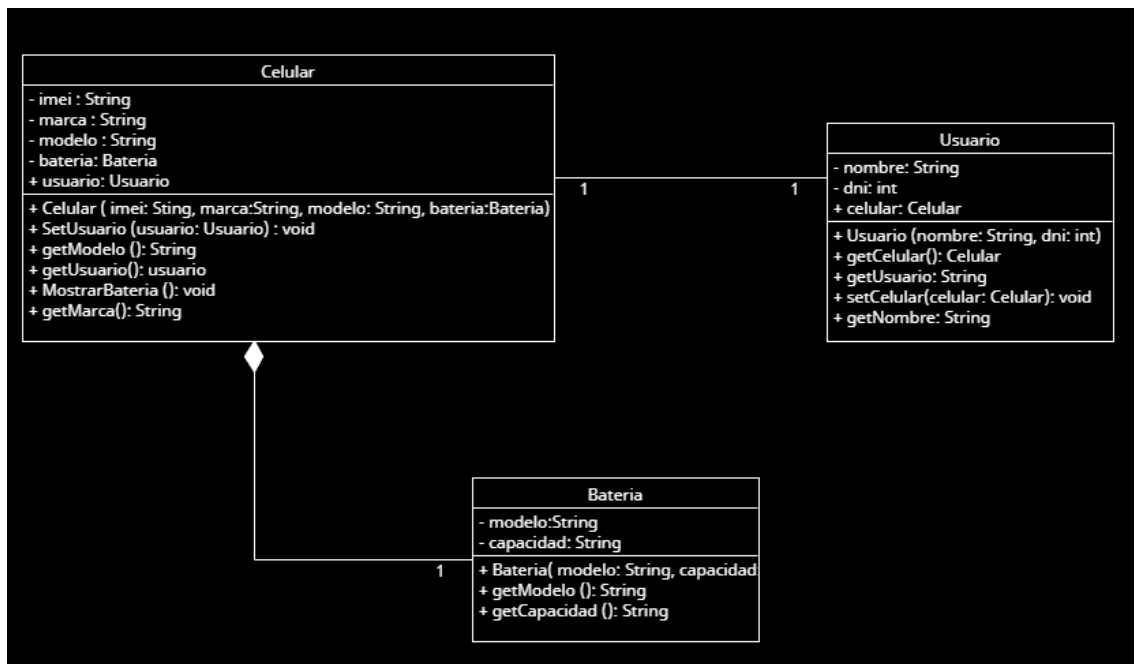 Celular
- imei : String
- marca : String
- modelo : String
- bateria: Bateria
+ usuario: Usuario
+ Celular ( imei: Sting, marca:String, modelo: String, bateria:Bateria)
+ SetUsuario (usuario: Usuario) : void
+ getModelo (): String
+ getUsuario(): usuario
+ MostrarBateria (): void
+ getMarca(): String
1
1
Usuario
- nombre: String
- dni: int
+ celular: Celular
+ Usuario (nombre: String, dni: int)
+ getCelular(): Celular
+ getUsuario: String
+ setCelular(celular: Celular): void
+ getNombre: String
1
Bateria
- modelo:String
- capacidad: String
+ Bateria( modelo: String, capacidad:
+ getModelo (): String
+ getCapacidad (): String